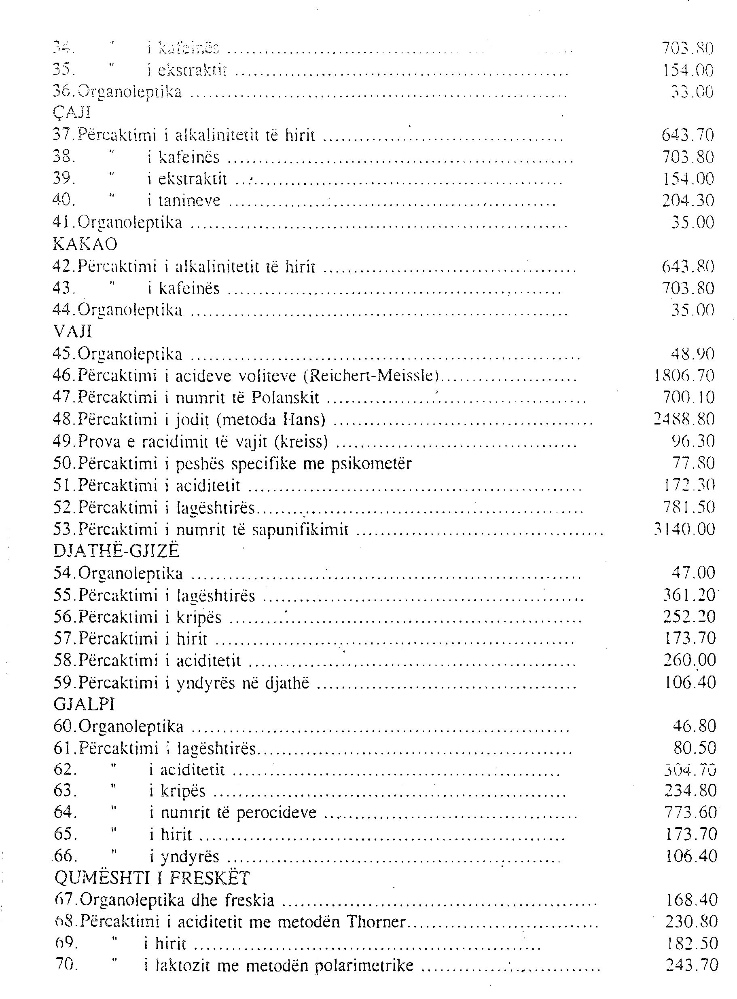 34. " i kafeinës ........................................................ 703.80
35. " i ekstraktit ..................................................... 154.00
36.Organoleptika ............................................................ 33.00
ÇAJI
37.Përcaktimi i alkalinitetit të hirit ....................................... 643.70
38. " i kafeinës ........................................................ 703.80
39. " i ekstraktit ..................................................... 154.00
40. " i tanineve ..................................................... 204.30
41.Organoleptika ............................................................ 35.00
KAKAO
42.Përcaktimi i alkalinitetit të hirit ......................................... 643.80
43. " i kafeinës ...................................................... 703.80
44.Organoleptika ............................................................ 35.00
VAJI
45.Organoleptika .............................................................. 48.90
46.Përcaktimi i acideve voliteve (Reichert-Meissle)...................... 1806.70
47.Përcaktimi i numrit të Polanskit .......................................... 700.10
48.Përcaktimi i jodit (metoda Hans) .......................................... 2488.80
49.Prova e racidimit të vajit (kreiss) ....................................... 96.30
50.Përcaktimi i peshës specifike me psikometër 77.80
51.Përcaktimi i aciditetit ...................................................... 172.30
52.Përcaktimi i lagështirës..................................................... 781.50
53.Përcaktimi i numrit të sapunifikimit ........................................ 3140.00
DJATHË-GJIZË
54.Organoleptika .............................................................. 47.00
55.Përcaktimi i lagështirës .................................................... 361.20
56.Përcaktimi i kripës ......................................................... 252.20
57.Përcaktimi i hirit .......................................................... 173.70
58.Përcaktimi i aciditetit ..................................................... 260.00
59.Përcaktimi i yndyrës në djathë .......................................... 106.40
GJALPI
60.Organoleptika ............................................................ 46.80
61.Përcaktimi i lagështirës................................................... 80.50
62. " i aciditetit ..................................................... 304.70
63. " i kripës ......................................................... 234.80
64. " i numrit të perocideve ......................................... 773.60
65. " i hirit ........................................................... 173.70
66. " i yndyrës ...................................................... 106.40
QUMËSHTI I FRESKËT
67.Organoleptika dhe freskia ................................................... 168.40
68.Përcaktimi i aciditetit me metodën Thorner............................... 230.80
69. " i hirit ........................................................ 182.50
70. " i laktozit me metodën polarimetrike ............................. 243.70